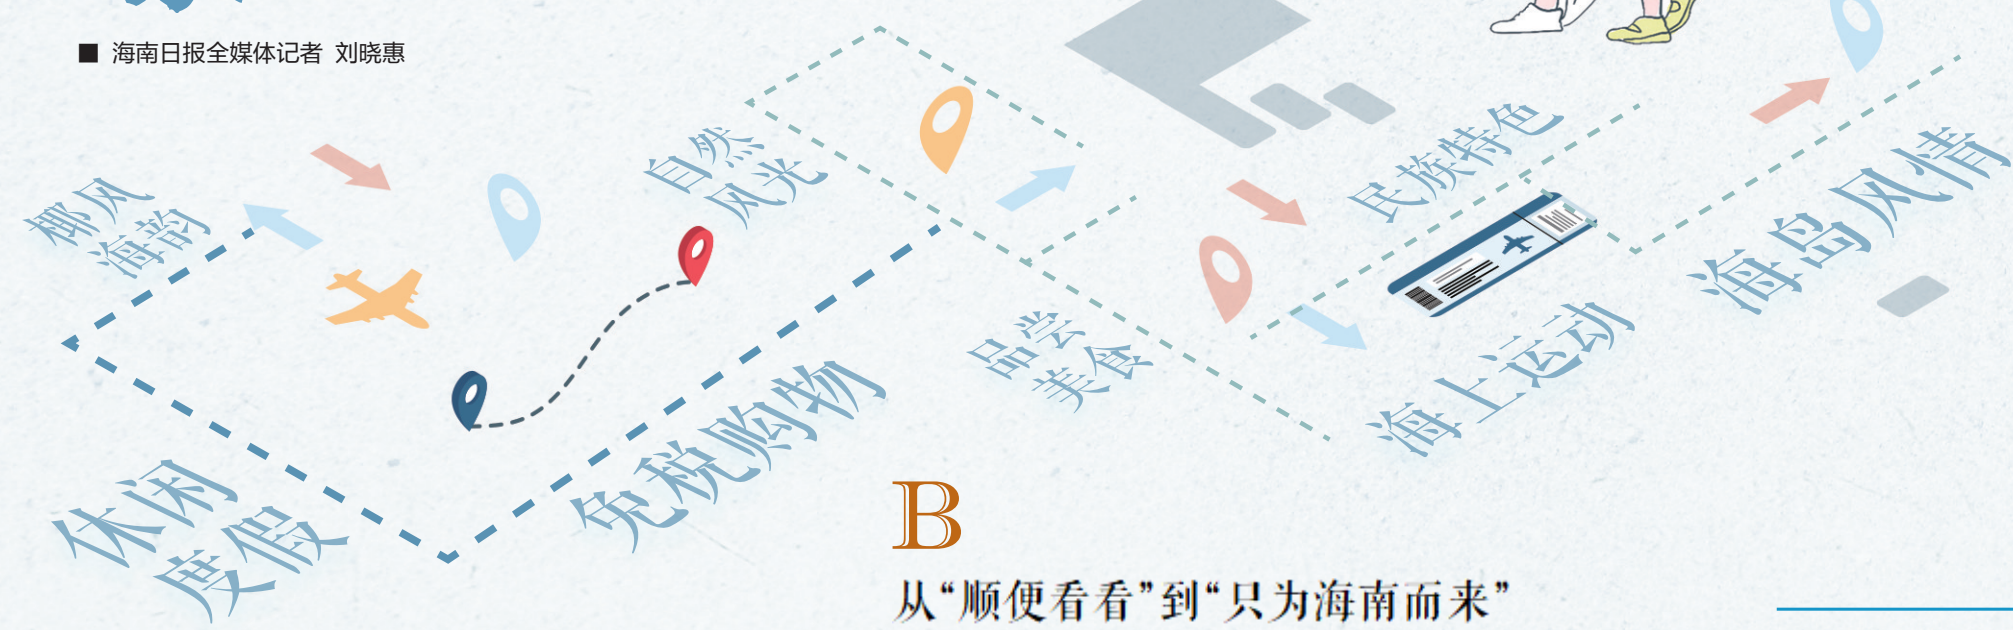 ■ 海南日报全媒体记者 刘晓惠
椰风
海韵
自然
风光
民族特色
海岛风情
品尝
美食
海上运动
免税购物
休闲
度假
B
从“顺便看看”到“只为海南而来”